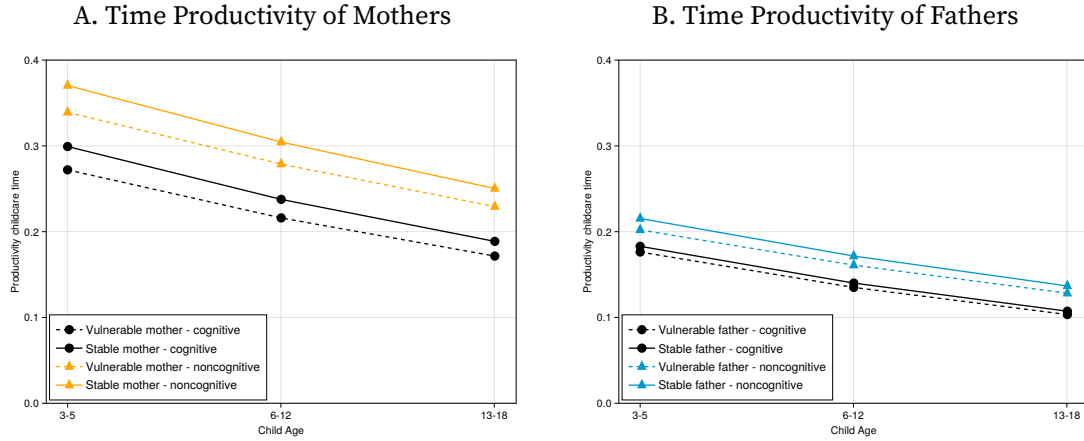 A. Time Productivity of Mothers
0.4
0.3
0.2
0.1
0.0
Productivity childcare time
Vulnerable mother - cognitive
Stable mother - cognitive
Vulnerable mother - noncognitive
Stable mother - noncognitive
3-5
6-12
13-18
Child Age
B. Time Productivity of Fathers
0.4
0.3
0.2
0.1
0.0
Productivity childcare time
Vulnerable father - cognitive
Stable father - cognitive
Vulnerable father - noncognitive
Stable father - noncognitive
3-5
6-12
13-18
Child Age